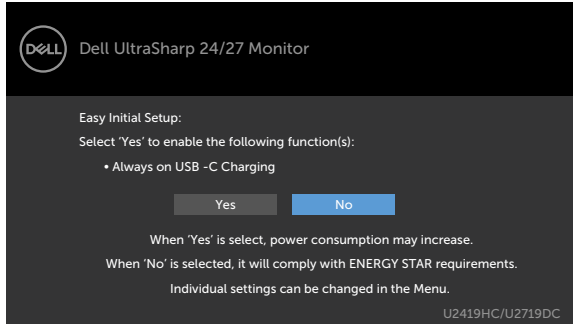 DELL
Dell UltraSharp 24/27 Monitor
Easy Initial Setup:
Select ‘Yes’ to enable the following function(s):
• Always on USB -C Charging
Yes
No
When ‘Yes’ is select, power consumption may increase.
When ‘No’ is selected, it will comply with ENERGY STAR requirements.
Individual settings can be changed in the Menu.
U2419HC/U2719DC